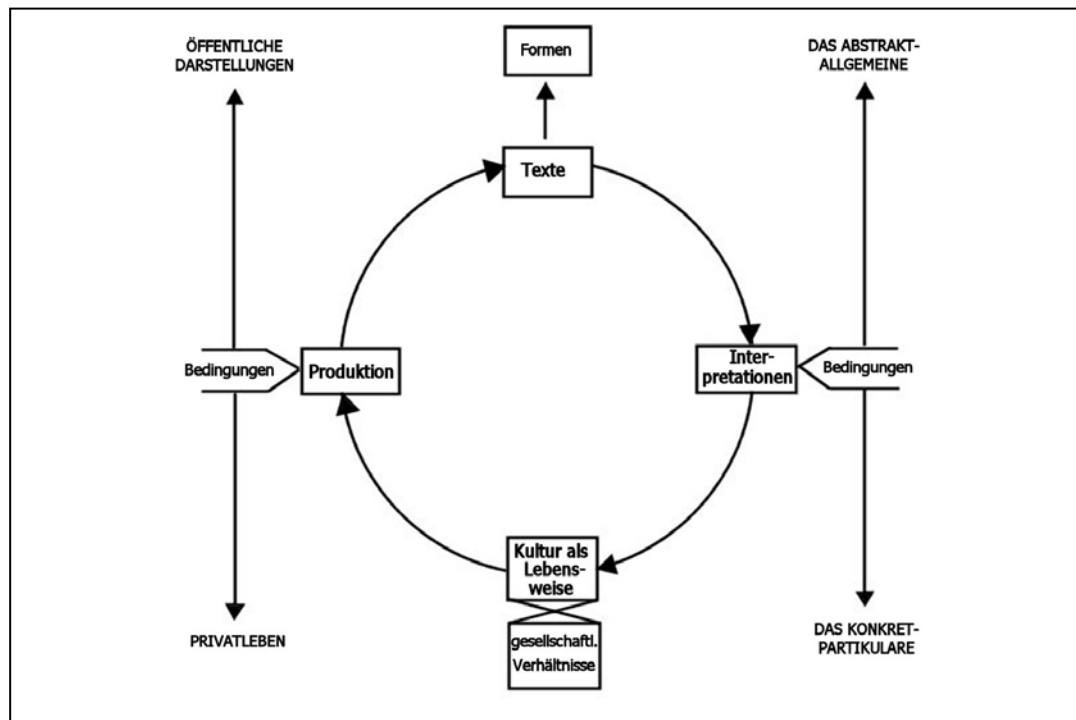 ÖFFENTLICHE
DARSTELLUNGEN
Formen
DAS ABSTRAKT-
ALLGEMEINE
Texte
Bedingungen
Produktion
Inter-
pretationen
Bedingungen
Kultur als
Lebens-
weise
PRIVATLEBEN
gesellschaftl.
Verhältnisse
DAS KONKRET-
PARTIKULARE